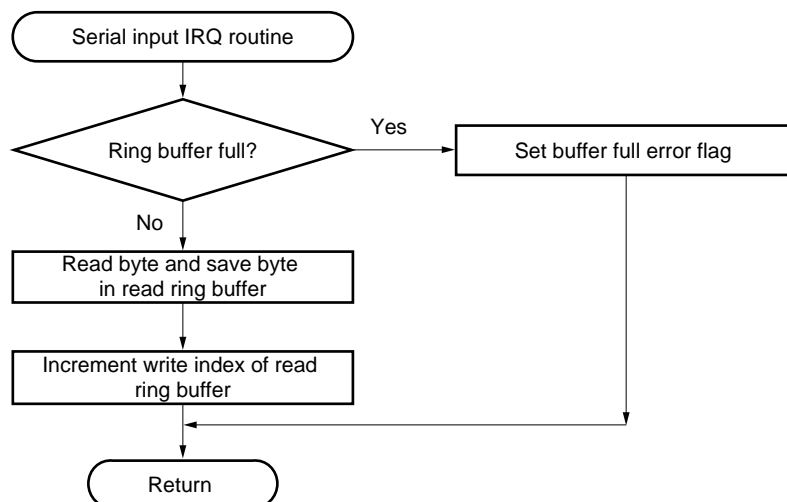 Serial input IRQ routine
Ring buffer full?
Yes
Set buffer full error flag
No
Read byte and save byte
in read ring buffer
Increment write index of read
ring buffer
Return